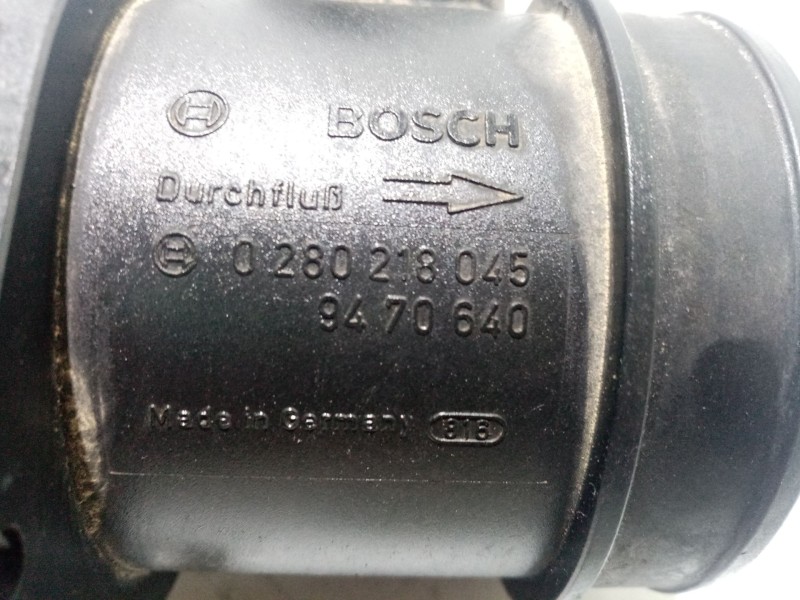 BOSCH
Durchfluß
0 280 218 045
94 70 640
Made in Germany 816